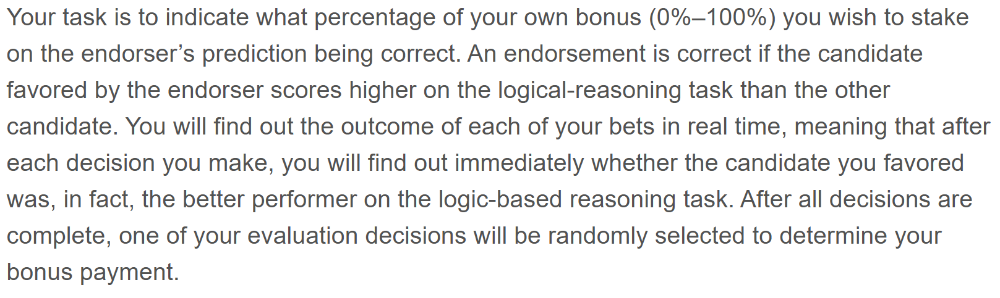 Your task is to indicate what percentage of your own bonus (0%–100%) you wish to stake
on the endorser’s prediction being correct. An endorsement is correct if the candidate
favored by the endorser scores higher on the logical-reasoning task than the other
candidate. You will find out the outcome of each of your bets in real time, meaning that after
each decision you make, you will find out immediately whether the candidate you favored
was, in fact, the better performer on the logic-based reasoning task. After all decisions are
complete, one of your evaluation decisions will be randomly selected to determine your
bonus payment.